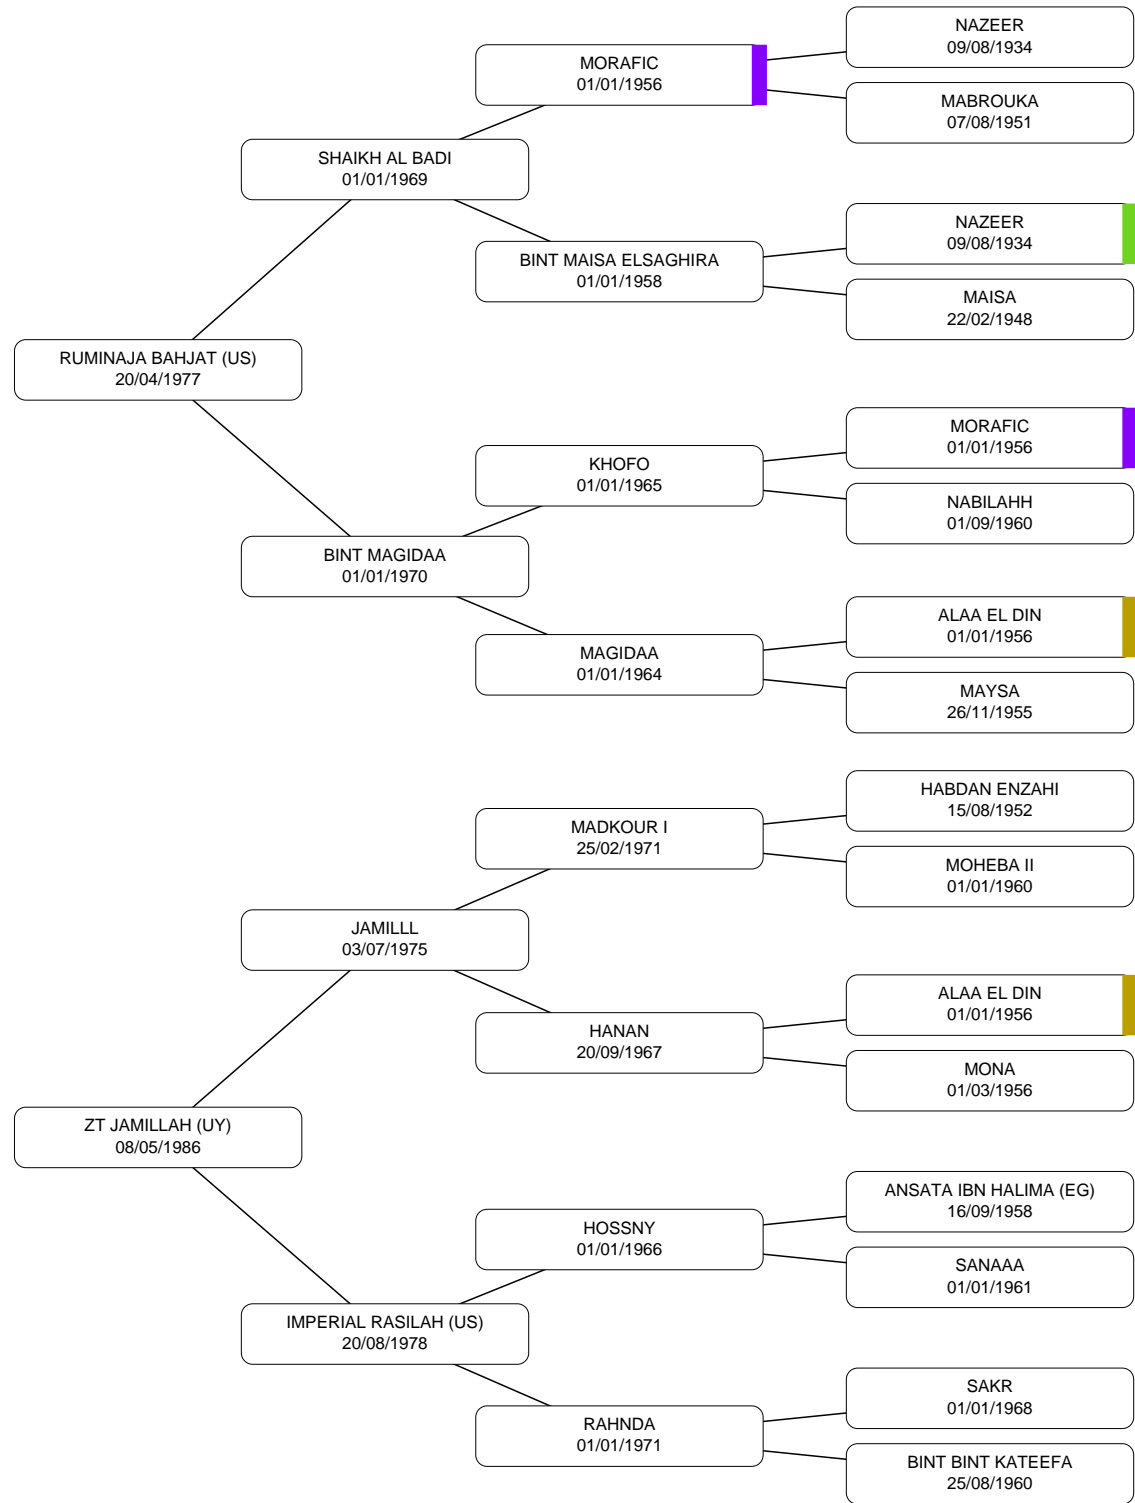 NAZEER
09/08/1934
MORAFIC
01/01/1956
MABROUKA
07/08/1951
SHAIKH AL BADI
01/01/1969
NAZEER
09/08/1934
BINT MAISA ELSAGHIRA
01/01/1958
MAISA
22/02/1948
RUMINAJA BAHJAT (US)
20/04/1977
MORAFIC
01/01/1956
KHOFO
01/01/1965
NABILAHH
01/09/1960
BINT MAGIDAA
01/01/1970
ALAA EL DIN
01/01/1956
MAGIDAA
01/01/1964
MAYSA
26/11/1955
HABDAN ENZAHI
15/08/1952
MADKOUR I
25/02/1971
MOHEBA II
01/01/1960
JAMILLL
03/07/1975
ALAA EL DIN
01/01/1956
HANAN
20/09/1967
MONA
01/03/1956
ZT JAMILLAH (UY)
08/05/1986
ANSATA IBN HALIMA (EG)
16/09/1958
HOSSNY
01/01/1966
SANAAA
01/01/1961
IMPERIAL RASILAH (US)
20/08/1978
SAKR
01/01/1968
RAHNDA
01/01/1971
BINT BINT KATEEFA
25/08/1960